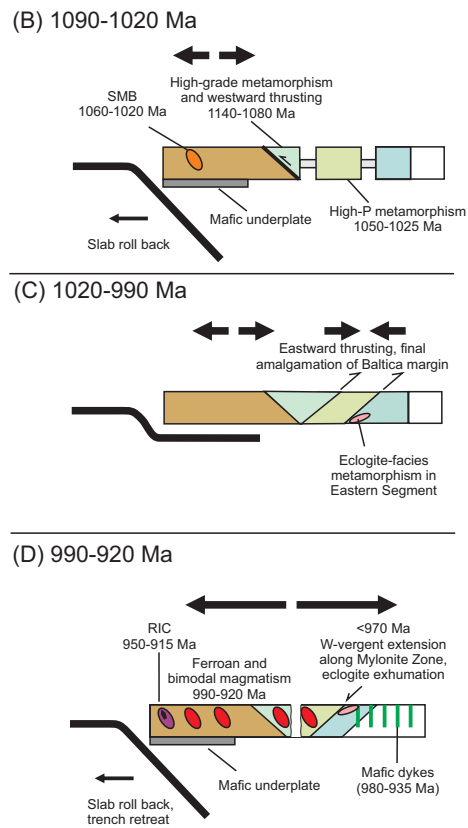 (B) 1090-1020 Ma
SMB
1060-1020 Ma
High-grade metamorphism
and westward thrusting
1140-1080 Ma
Mafic underplate
High-P metamorphism
1050-1025 Ma
Slab roll back
(C) 1020-990 Ma
Eastward thrusting, final
amalgamation of Baltica margin
Eclogite-facies
metamorphism in
Eastern Segment
(D) 990-920 Ma
RIC
950-915 Ma
Ferroan and
bimodal magmatism
990-920 Ma
<970 Ma
W-vergent extension
along Mylonite Zone,
eclogite exhumation
Mafic underplate
Mafic dykes
(980-935 Ma)
Slab roll back,
trench retreat